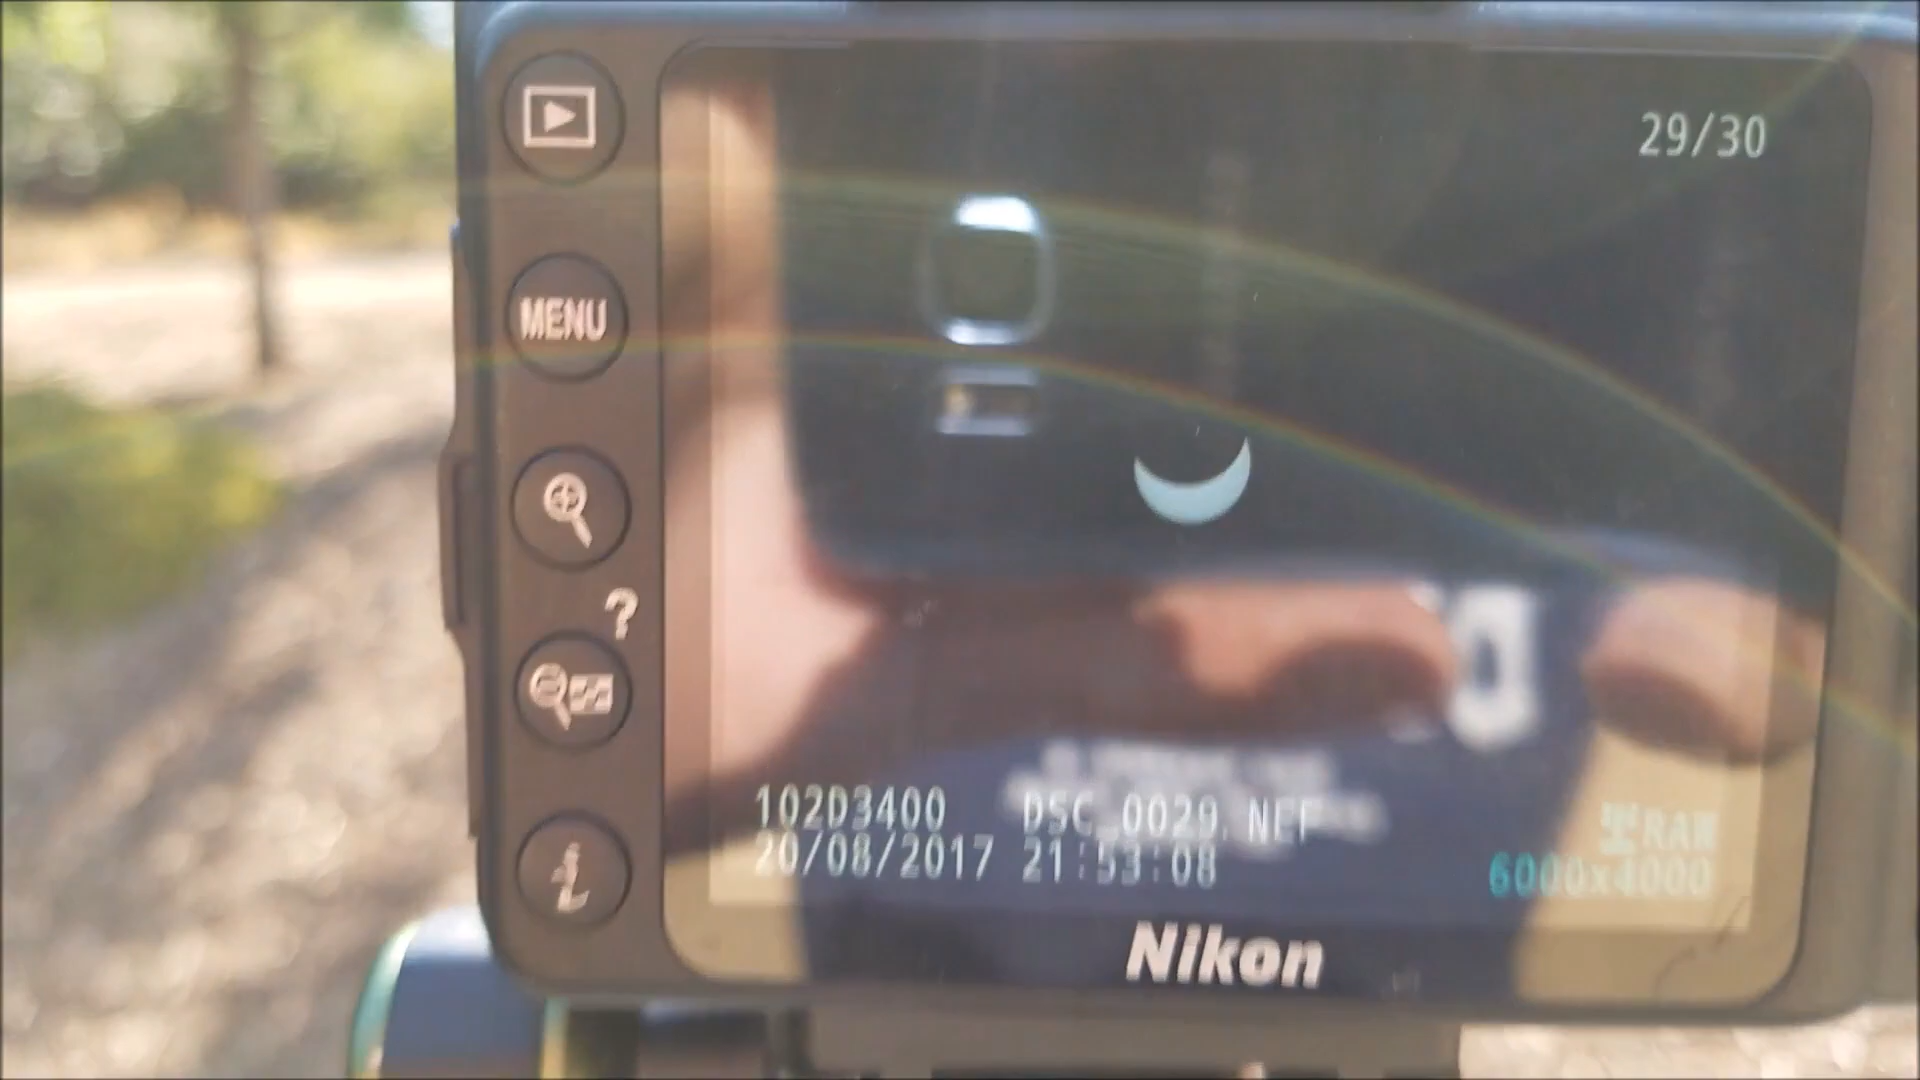 29/30
MENU
?
i
102D3400 DSC_0029.NEF
RAW
20/08/2017 21:53:08
6000x4000
Nikon